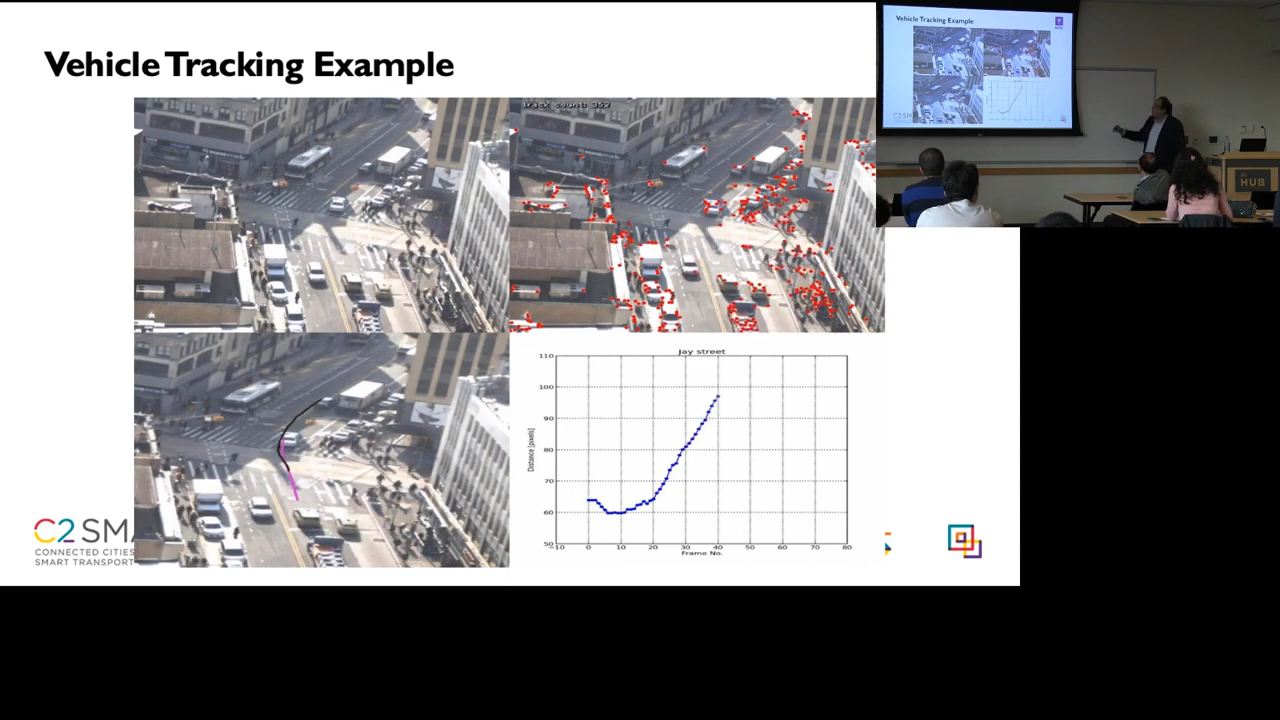 Vehicle Tracking Example
track count: 352
Jay street
110
100
90
80
70
60
50
Distance [pixels]
-10 0 10 20 30 40 50 60 70 80
Frame No.
C2SMA
CONNECTED CITIES
SMART TRANSPORT
Vehicle Tracking Example
C2SM
HUB